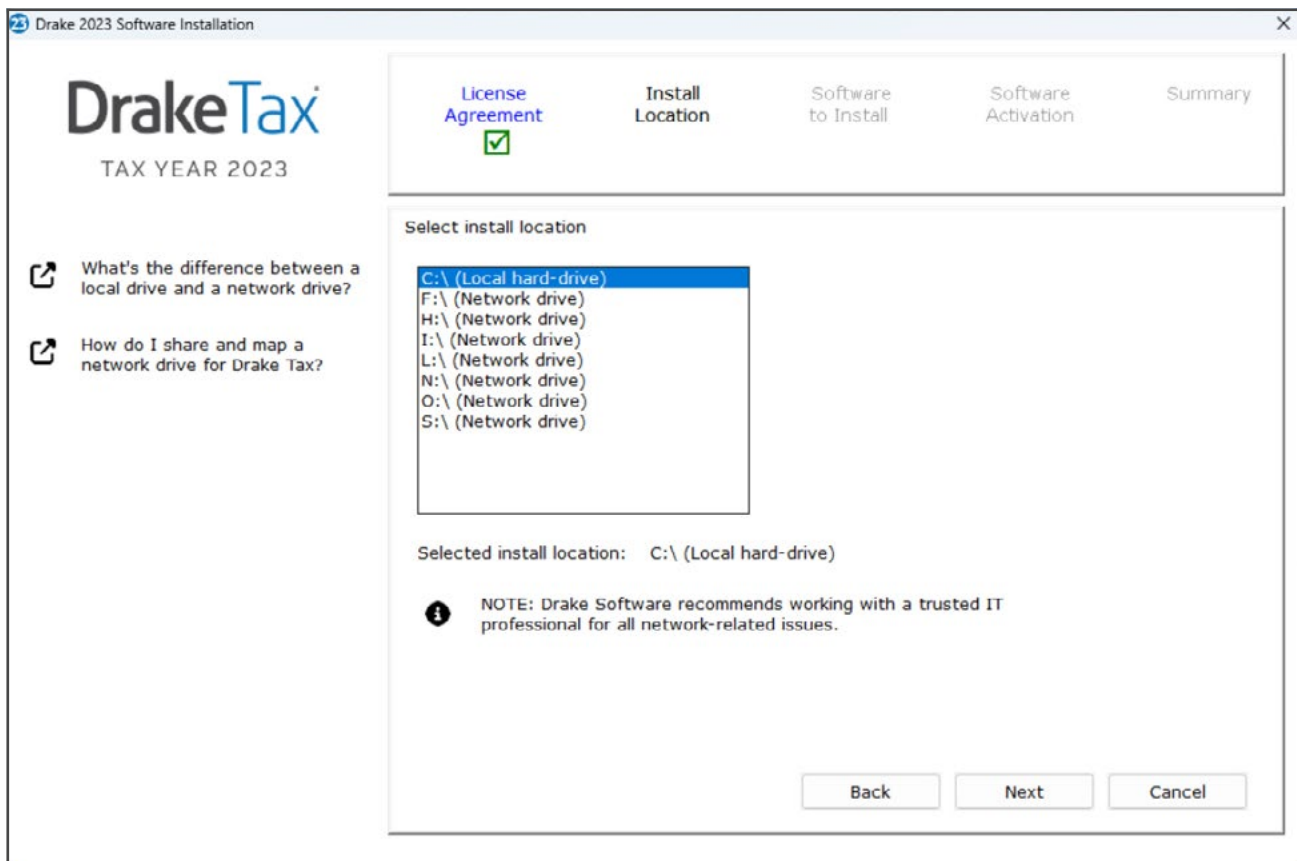 23 Drake 2023 Software Installation
DrakeTax
TAX YEAR 2023
What's the difference between a
local drive and a network drive?
How do I share and map a
network drive for Drake Tax?
License
Agreement
Install
Location
Software
to Install
Software
Activation
Summary
Select install location
C:\ (Local hard-drive)
F:\ (Network drive)
H:\ (Network drive)
I:\ (Network drive)
L:\ (Network drive)
N:\ (Network drive)
O:\ (Network drive)
S:\ (Network drive)
Selected install location: C:\ (Local hard-drive)
NOTE: Drake Software recommends working with a trusted IT
professional for all network-related issues.
Back Next Cancel